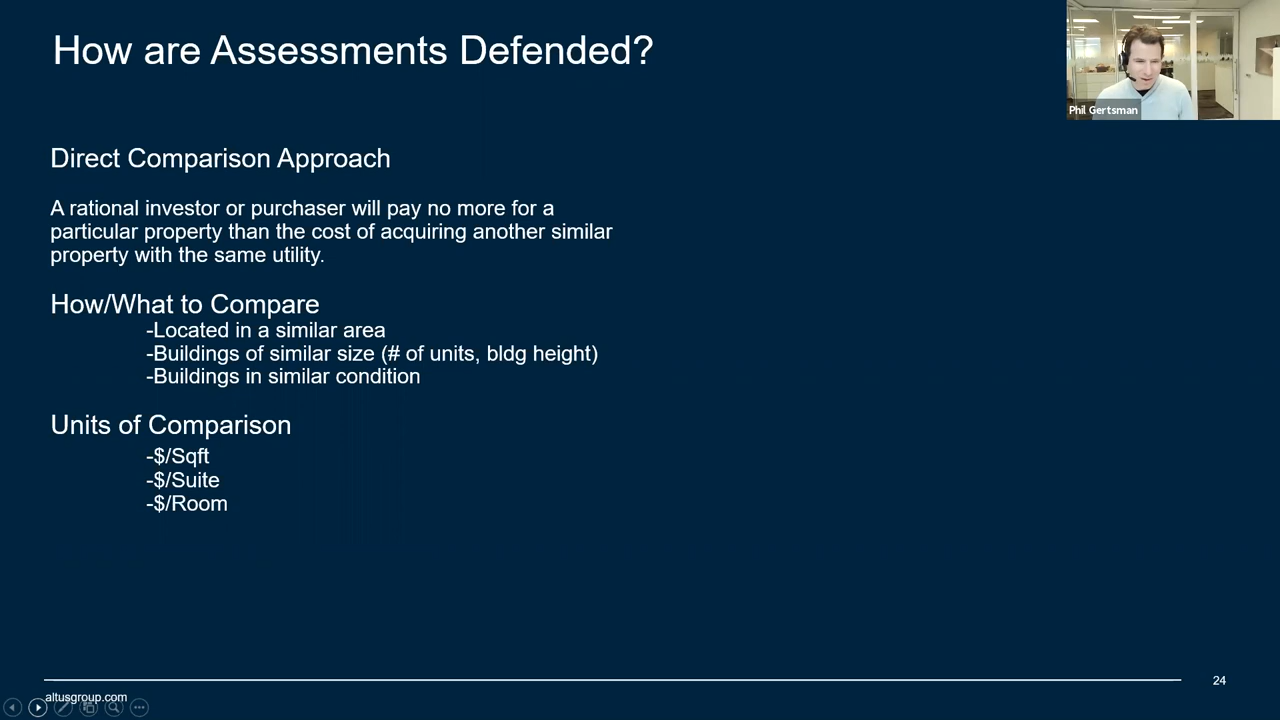 How are Assessments Defended?
Phil Gertsman
Direct Comparison Approach
A rational investor or purchaser will pay no more for a
particular property than the cost of acquiring another similar
property with the same utility.
How/What to Compare
-Located in a similar area
-Buildings of similar size (# of units, bldg height)
-Buildings in similar condition
Units of Comparison
-$/Sqft
-$/Suite
-$/Room
24
altusgroup.com